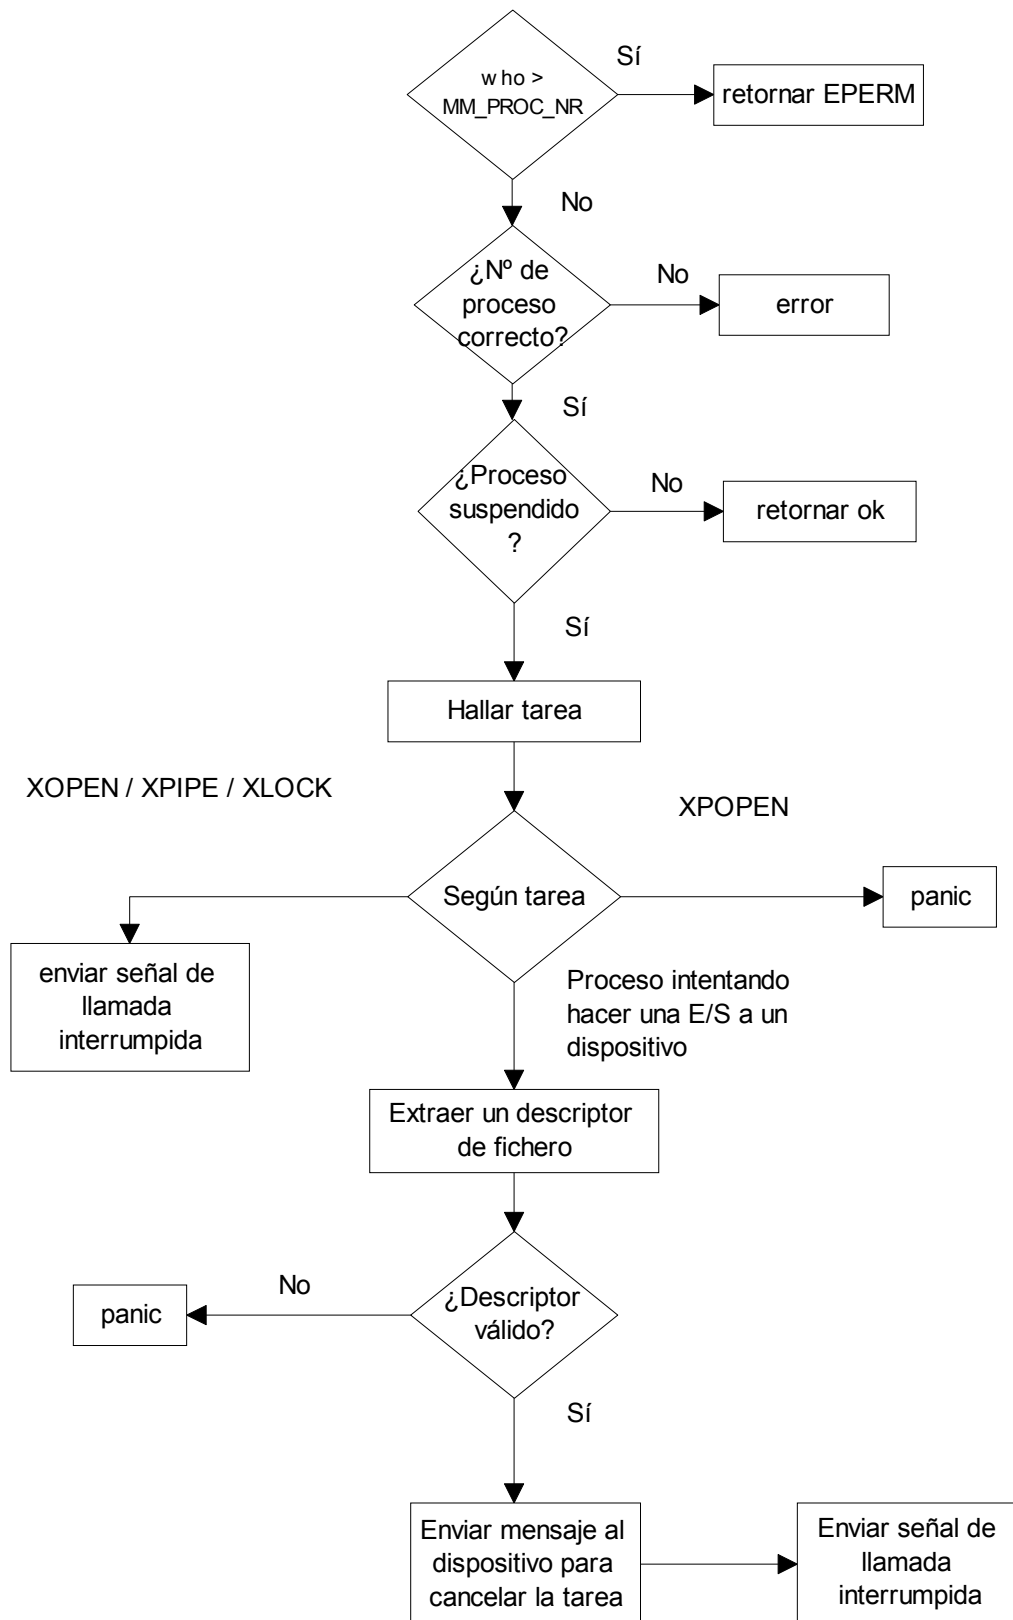 who >
MM_PROC_NR
Sí
retornar EPERM
No
¿Nº de
proceso
correcto?
No
error
Sí
¿Proceso
suspendido
?
No
retornar ok
Sí
Hallar tarea
XOPEN / XPIPE / XLOCK
XPOPEN
Según tarea
panic
enviar señal de
llamada
interrumpida
Proceso intentando
hacer una E/S a un
dispositivo
Extraer un descriptor
de fichero
¿Descriptor
válido?
No
panic
Sí
Enviar mensaje al
dispositivo para
cancelar la tarea
Enviar señal de
llamada
interrumpida